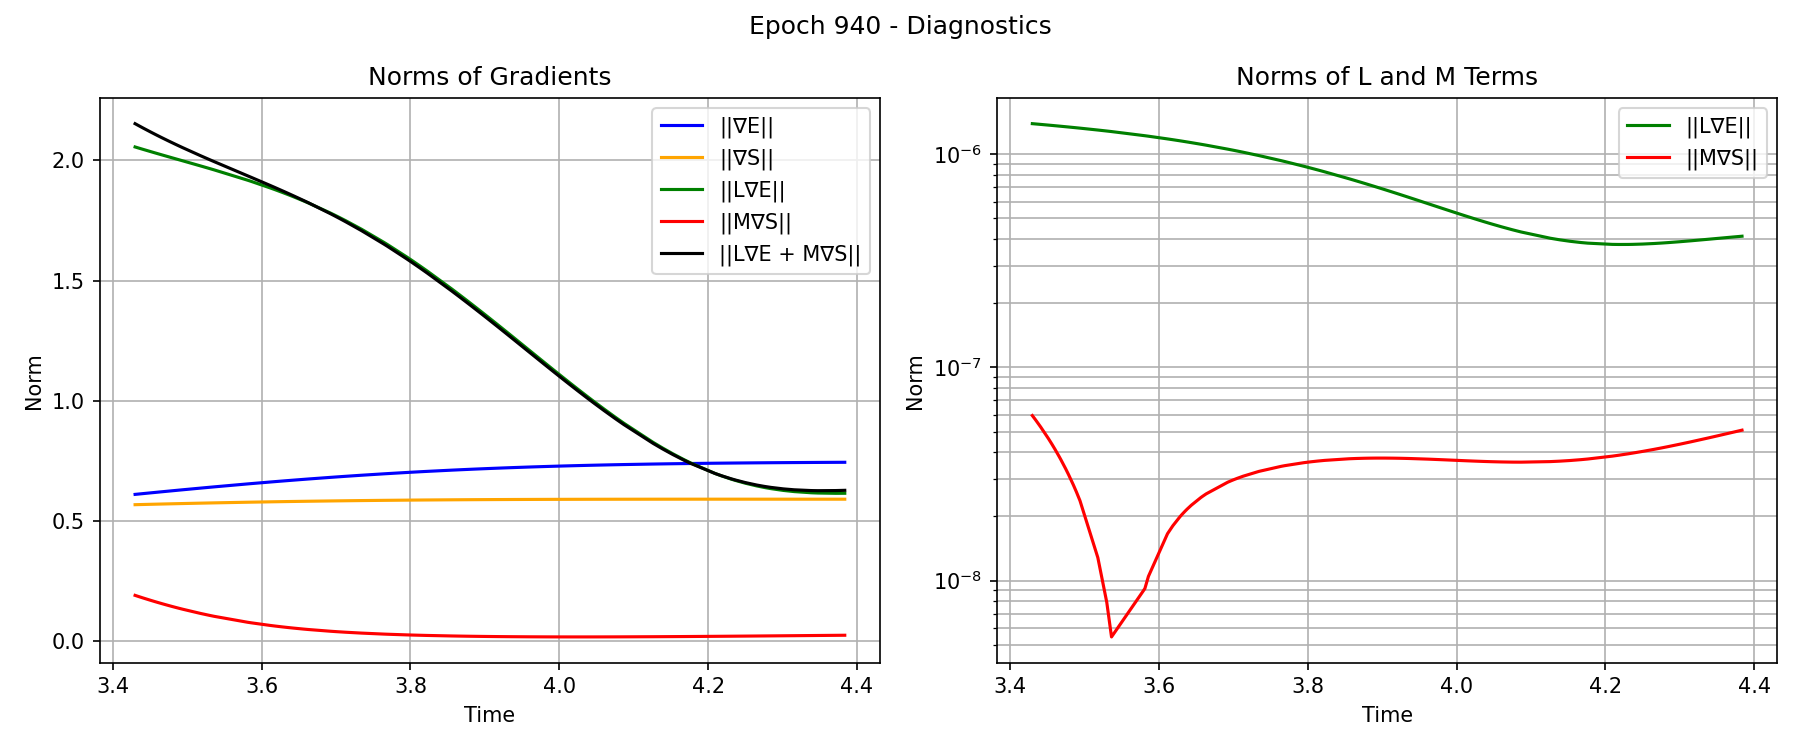 Epoch 940 - Diagnostics
Norms of Gradients
||∇E||
||∇S||
||L∇E||
||M∇S||
||L∇E + M∇S||
Norm
2.0
1.5
1.0
0.5
0.0
3.4 3.6 3.8 4.0 4.2 4.4
Time
Norms of L and M Terms
||L∇E||
||M∇S||
Norm
10⁻⁶
10⁻⁷
10⁻⁸
3.4 3.6 3.8 4.0 4.2 4.4
Time